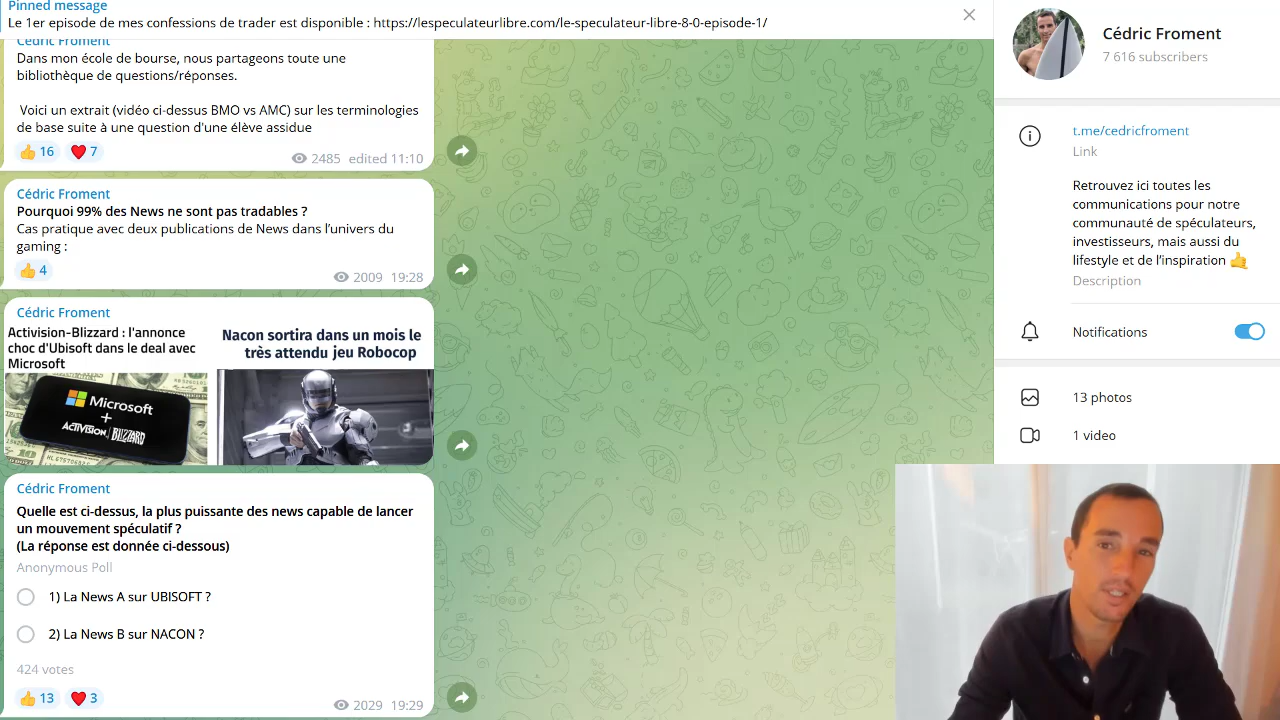 Pinned message
Le 1er episode de mes confessions de trader est disponible : https://lespeculateurlibre.com/le-speculateur-libre-8-0-episode-1/
Cédric Froment
Dans mon école de bourse, nous partageons toute une
bibliothèque de questions/réponses.
Voici un extrait (vidéo ci-dessus BMO vs AMC) sur les terminologies
de base suite à une question d'une élève assidue
👍 16 ❤️ 7
2485 edited 11:10
Cédric Froment
Pourquoi 99% des News ne sont pas tradables ?
Cas pratique avec deux publications de News dans l'univers du
gaming :
👍 4
2009 19:28
Cédric Froment
Activision-Blizzard : l'annonce
choc d'Ubisoft dans le deal avec
Microsoft
Microsoft
+
ACTIVISION BLIZZARD
Nacon sortira dans un mois le
très attendu jeu Robocop
Cédric Froment
Quelle est ci-dessus, la plus puissante des news capable de lancer
un mouvement spéculatif ?
(La réponse est donnée ci-dessous)
Anonymous Poll
1) La News A sur UBISOFT ?
2) La News B sur NACON ?
424 votes
👍 13 ❤️ 3
2029 19:29
Cédric Froment
7 616 subscribers
t.me/cedricfroment
Link
Retrouvez ici toutes les
communications pour notre
communauté de spéculateurs,
investisseurs, mais aussi du
lifestyle et de l'inspiration 🤙
Description
Notifications
13 photos
1 video